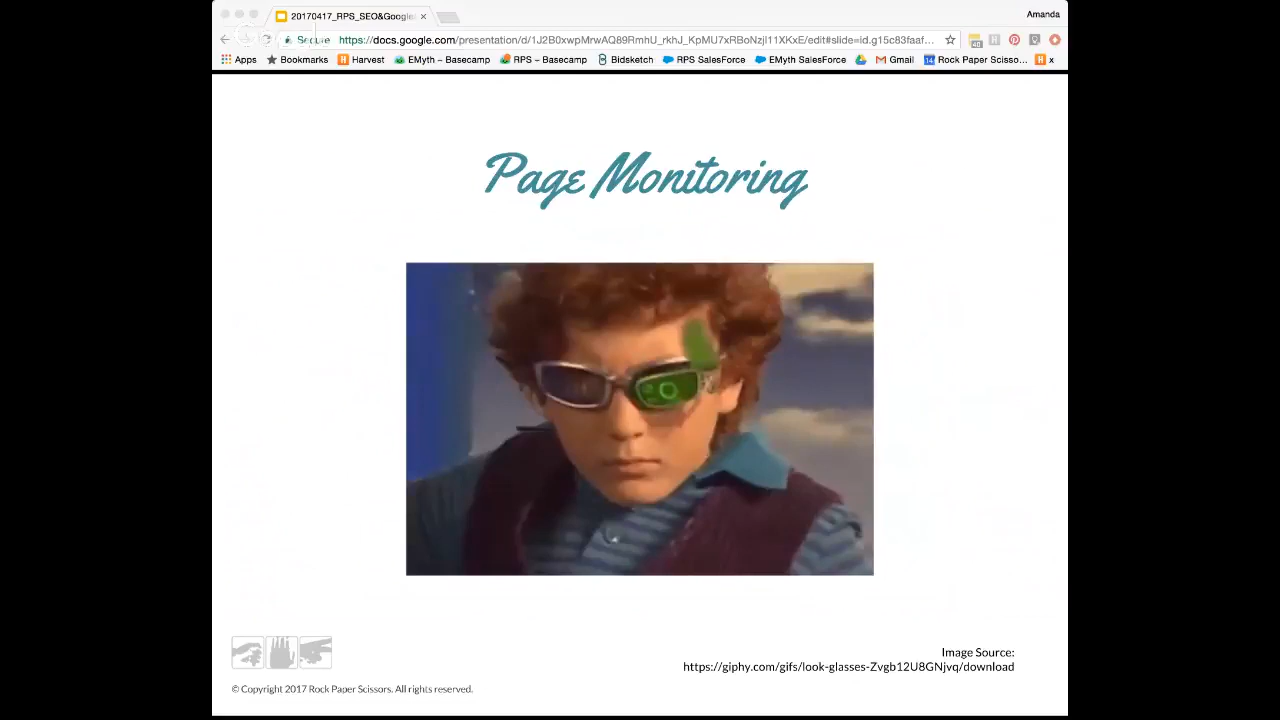 20170417_RPS_SEO&Google
Amanda
Secure https://docs.google.com/presentation/d/1J2B0xwpMrwAQ89RmhU_rkhJ_KpMU7xRBoNzjI11XKxE/edit#slide=id.g15c83faaf...
Apps Bookmarks Harvest EMyth – Basecamp RPS – Basecamp Bidsketch RPS SalesForce EMyth SalesForce Gmail Rock Paper Scisso... x
Page Monitoring
Image Source:
https://giphy.com/gifs/look-glasses-Zvgb12U8GNjvq/download
© Copyright 2017 Rock Paper Scissors. All rights reserved.